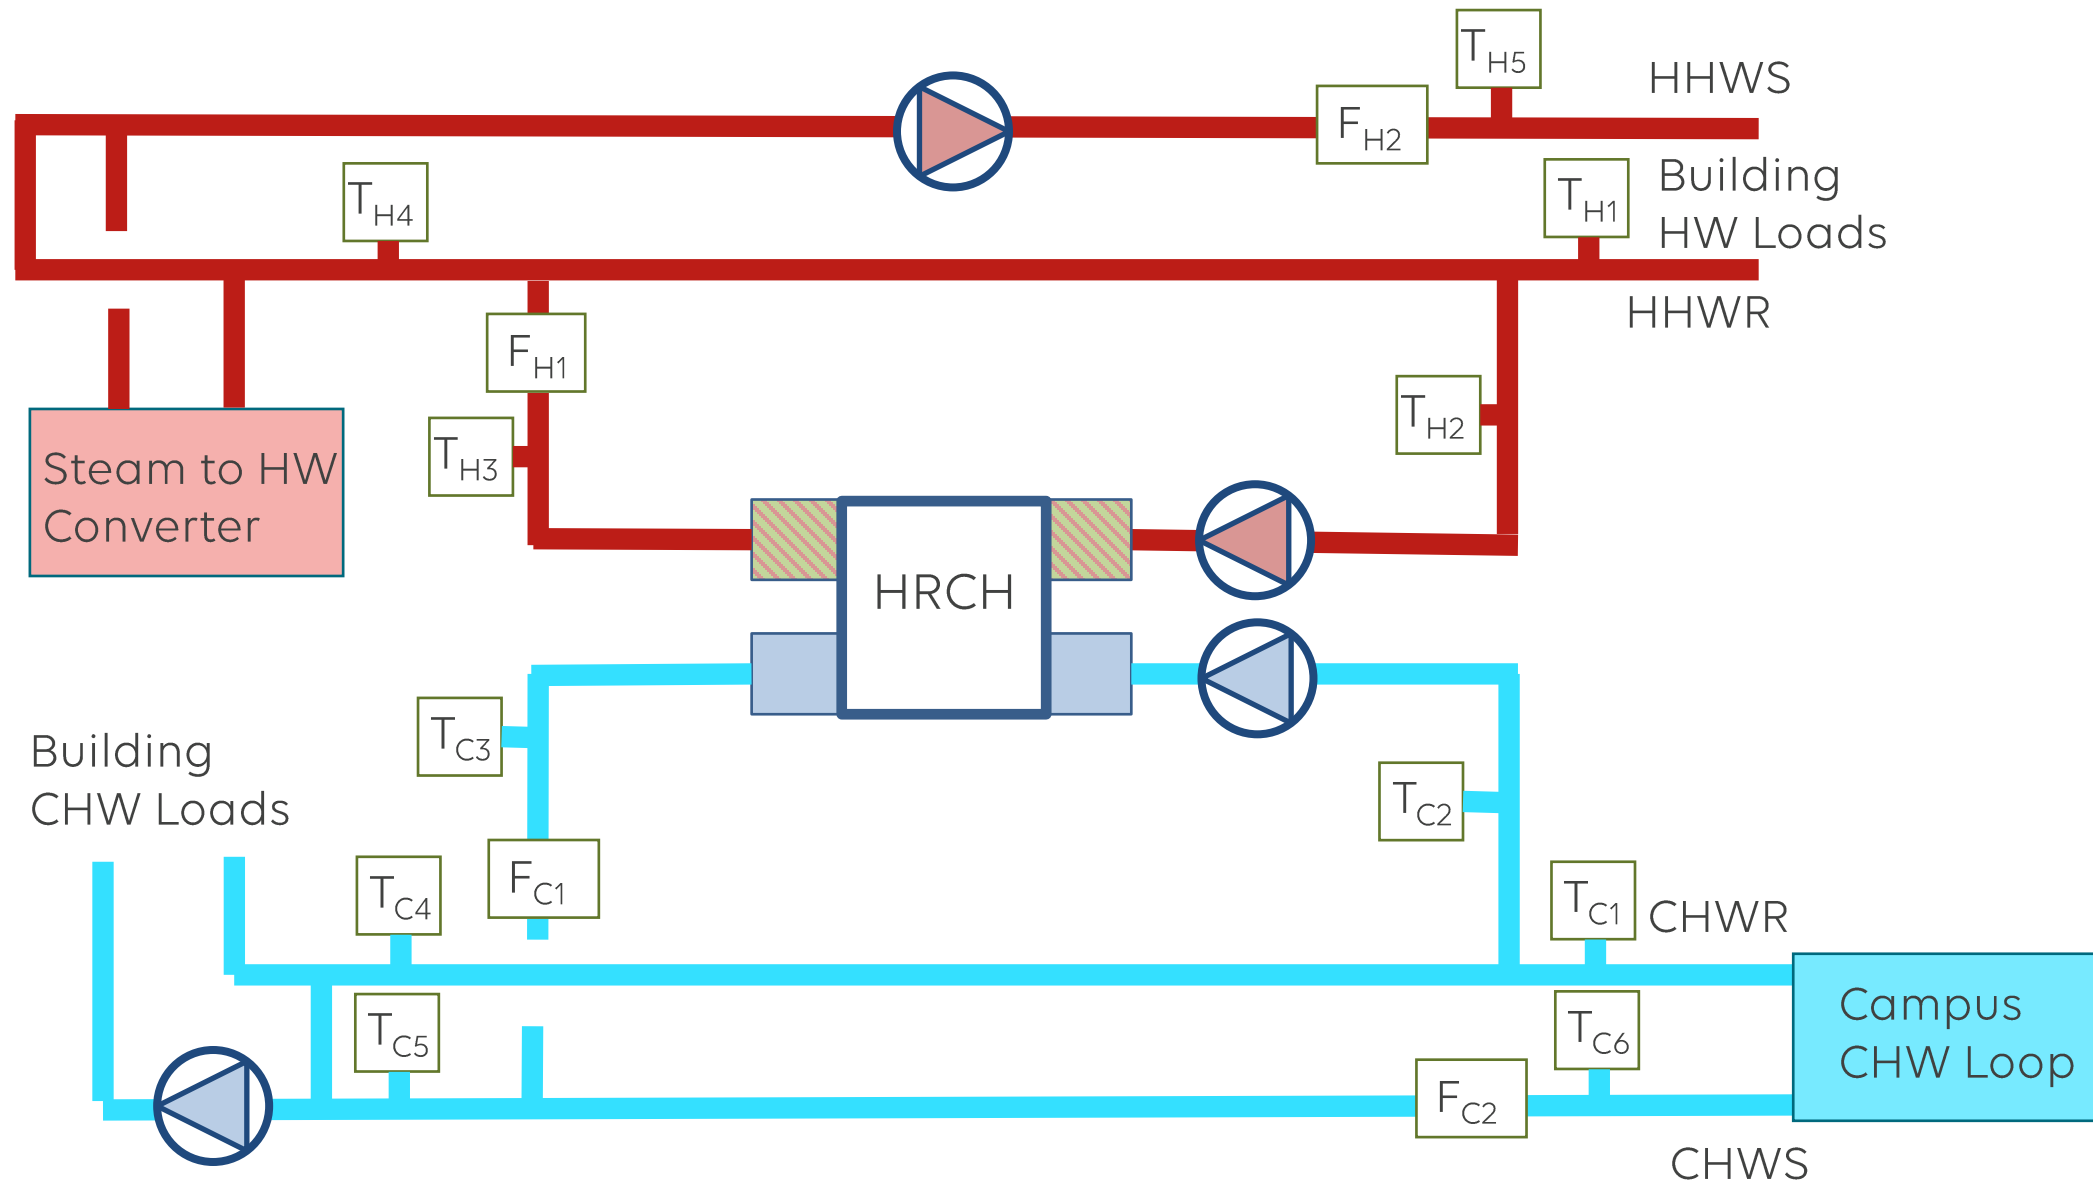 TH5
HHWS
FH2
Building
HW Loads
TH1
TH4
HHWR
FH1
TH2
TH3
Steam to HW
Converter
HRCH
TC3
Building
CHW Loads
TC2
FC1
TC4
TC1
CHWR
TC5
TC6
Campus
CHW Loop
FC2
CHWS